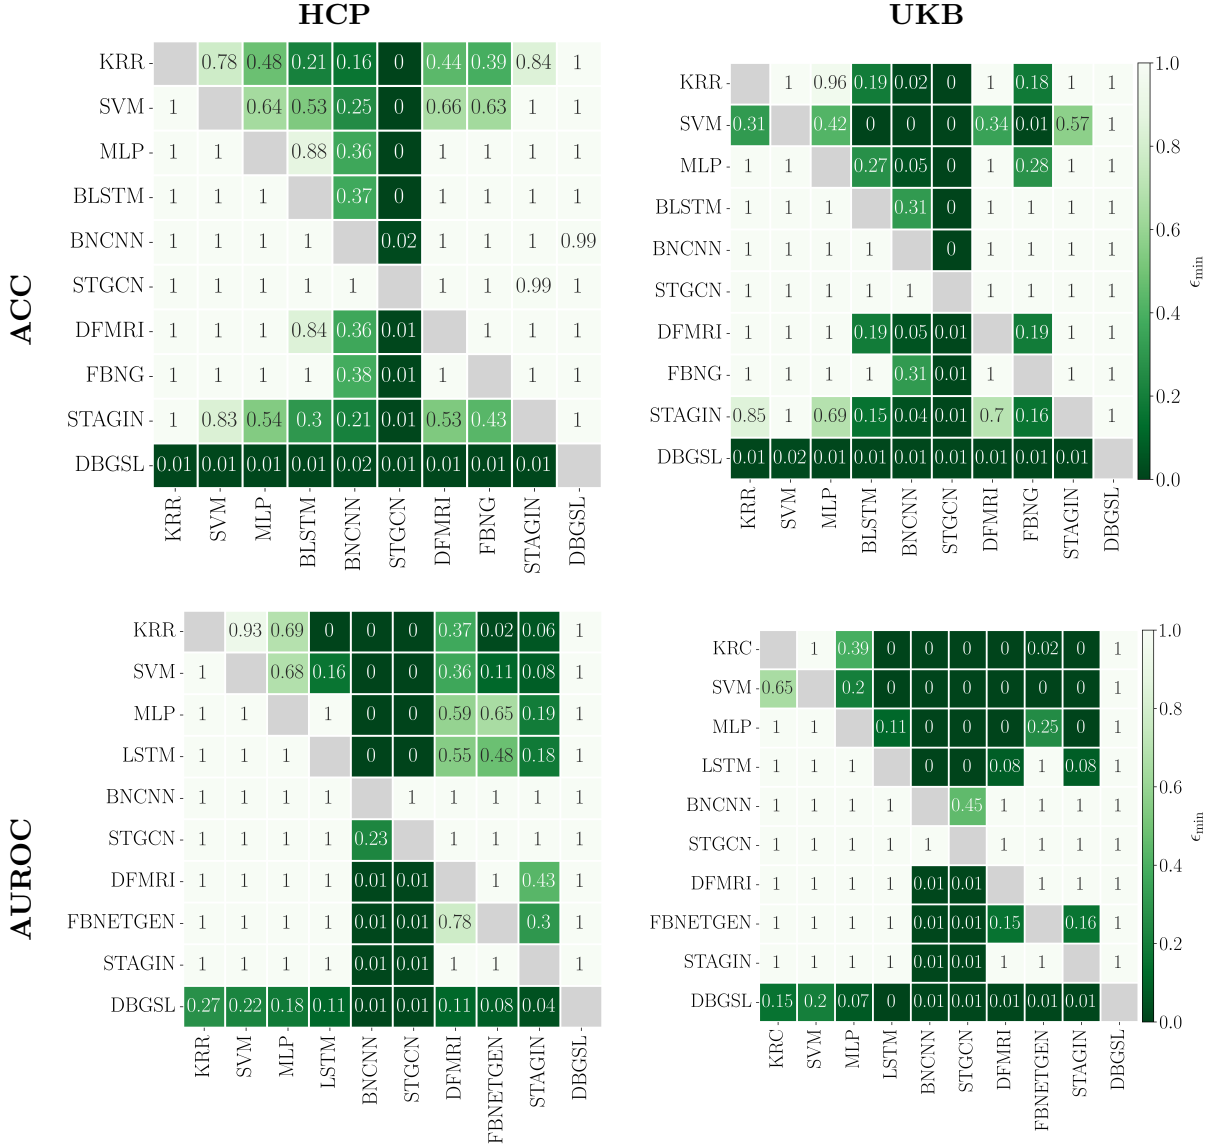 HCP
UKB
ACC
KRR 0.78 0.48 0.21 0.16 0 0.44 0.39 0.84 1
SVM 1 0.64 0.53 0.25 0 0.66 0.63 1 1
MLP 1 1 0.88 0.36 0 1 1 1 1
BLSTM 1 1 1 0.37 0 1 1 1 1
BNCNN 1 1 1 1 0.02 1 1 1 0.99
STGCN 1 1 1 1 1 1 1 0.99 1
DFMRI 1 1 1 0.84 0.36 0.01 1 1 1
FBNG 1 1 1 1 0.38 0.01 1 1 1
STAGIN 1 0.83 0.54 0.3 0.21 0.01 0.53 0.43 1
DBGSL 0.01 0.01 0.01 0.01 0.02 0.01 0.01 0.01 0.01
KRR SVM MLP BLSTM BNCNN STGCN DFMRI FBNG STAGIN DBGSL
KRR 1 0.96 0.19 0.02 0 1 0.18 1 1
SVM 0.31 0.42 0 0 0 0.34 0.01 0.57 1
MLP 1 1 0.27 0.05 0 1 0.28 1 1
BLSTM 1 1 1 0.31 0 1 1 1 1
BNCNN 1 1 1 1 0 1 1 1 1
STGCN 1 1 1 1 1 1 1 1 1
DFMRI 1 1 1 0.19 0.05 0.01 0.19 1 1
FBNG 1 1 1 1 0.31 0.01 1 1 1
STAGIN 0.85 1 0.69 0.15 0.04 0.01 0.7 0.16 1
DBGSL 0.01 0.02 0.01 0.01 0.01 0.01 0.01 0.01 0.01
KRR SVM MLP BLSTM BNCNN STGCN DFMRI FBNG STAGIN DBGSL
1.0
0.8
0.6
0.4
0.2
0.0
ϵmin
AUROC
KRR 0.93 0.69 0 0 0 0.37 0.02 0.06 1
SVM 1 0.68 0.16 0 0 0.36 0.11 0.08 1
MLP 1 1 1 0 0 0.59 0.65 0.19 1
LSTM 1 1 1 0 0 0.55 0.48 0.18 1
BNCNN 1 1 1 1 1 1 1 1 1
STGCN 1 1 1 1 0.23 1 1 1 1
DFMRI 1 1 1 1 0.01 0.01 1 0.43 1
FBNETGEN 1 1 1 1 0.01 0.01 0.78 0.3 1
STAGIN 1 1 1 1 0.01 0.01 1 1 1
DBGSL 0.27 0.22 0.18 0.11 0.01 0.01 0.11 0.08 0.04
KRR SVM MLP LSTM BNCNN STGCN DFMRI FBNETGEN STAGIN DBGSL
KRC 1 0.39 0 0 0 0 0.02 0 1
SVM 0.65 0.2 0 0 0 0 0 0 1
MLP 1 1 0.11 0 0 0 0.25 0 1
LSTM 1 1 1 0 0 0.08 1 0.08 1
BNCNN 1 1 1 1 0.45 1 1 1 1
STGCN 1 1 1 1 1 1 1 1 1
DFMRI 1 1 1 1 0.01 0.01 1 1 1
FBNETGEN 1 1 1 1 0.01 0.01 0.15 0.16 1
STAGIN 1 1 1 1 0.01 0.01 1 1 1
DBGSL 0.15 0.2 0.07 0 0.01 0.01 0.01 0.01 0.01
KRC SVM MLP LSTM BNCNN STGCN DFMRI FBNETGEN STAGIN DBGSL
1.0
0.8
0.6
0.4
0.2
0.0
ϵmin